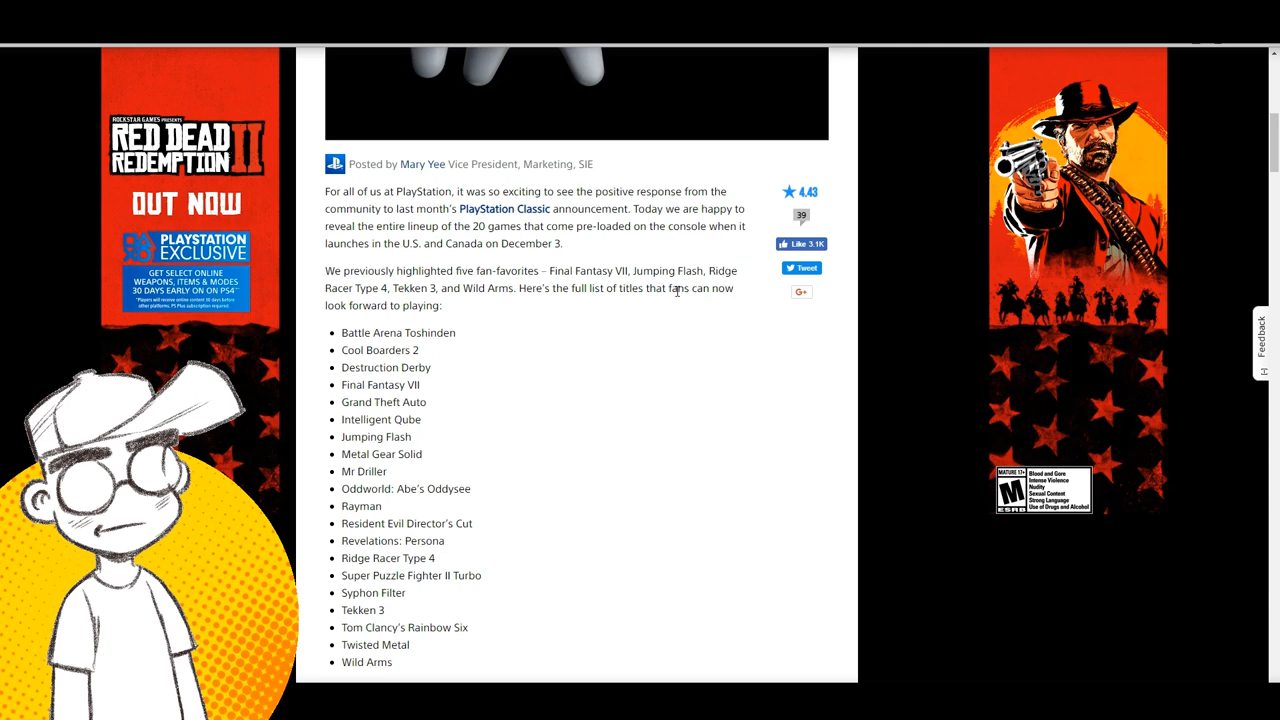 ROCKSTAR GAMES PRESENTS
RED DEAD
REDEMPTION II
OUT NOW
PLAYSTATION
EXCLUSIVE
GET SELECT ONLINE
WEAPONS, ITEMS & MODES
30 DAYS EARLY ON PS4
Posted by Mary Yee Vice President, Marketing, SIE
For all of us at PlayStation, it was so exciting to see the positive response from the
community to last month's PlayStation Classic announcement. Today we are happy to
reveal the entire lineup of the 20 games that come pre-loaded on the console when it
launches in the U.S. and Canada on December 3.
We previously highlighted five fan-favorites – Final Fantasy VII, Jumping Flash, Ridge
Racer Type 4, Tekken 3, and Wild Arms. Here's the full list of titles that fans can now
look forward to playing:
• Battle Arena Toshinden
• Cool Boarders 2
• Destruction Derby
• Final Fantasy VII
• Grand Theft Auto
• Intelligent Qube
• Jumping Flash
• Metal Gear Solid
• Mr Driller
• Oddworld: Abe's Oddysee
• Rayman
• Resident Evil Director's Cut
• Revelations: Persona
• Ridge Racer Type 4
• Super Puzzle Fighter II Turbo
• Syphon Filter
• Tekken 3
• Tom Clancy's Rainbow Six
• Twisted Metal
• Wild Arms
4.43
39
Like 3.1K
Tweet
G+
MATURE 17+
M
ESRB
Blood and Gore
Intense Violence
Nudity
Sexual Content
Strong Language
Use of Drugs and Alcohol
Feedback
[-]